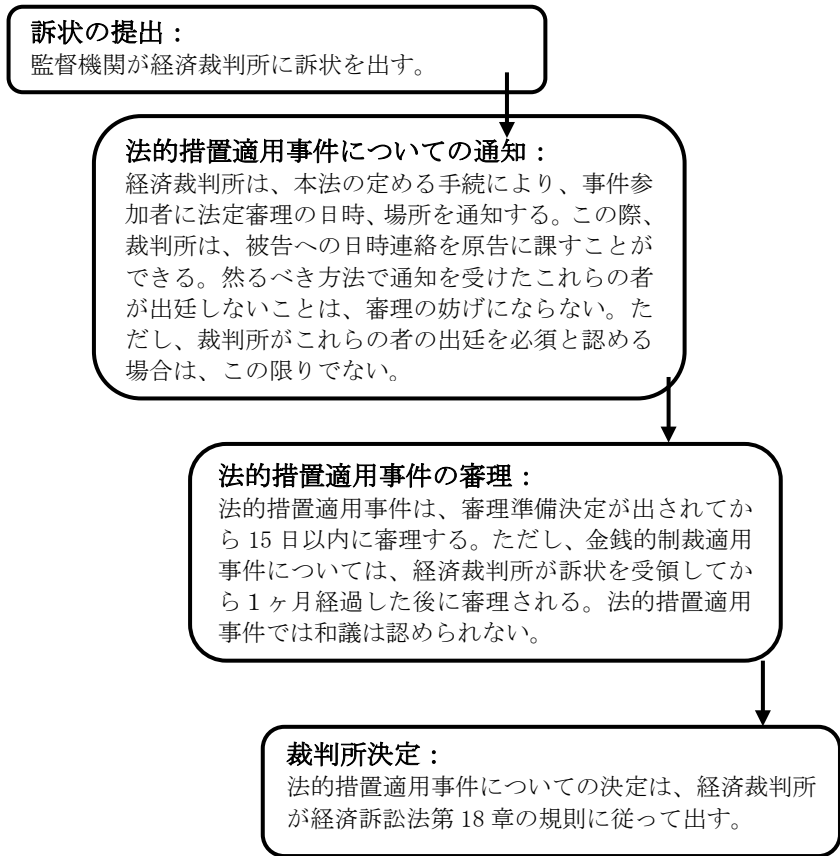 訴状の提出：
監督機関が経済裁判所に訴状を出す。
法的措置適用事件についての通知：
経済裁判所は、本法の定める手続により、事件参
加者に法定審理の日時、場所を通知する。この際、
裁判所は、被告への日時連絡を原告に課すことが
できる。然るべき方法で通知を受けたこれらの者
が出廷しないことは、審理の妨げにならない。た
だし、裁判所がこれらの者の出廷を必須と認める
場合は、この限りでない。
法的措置適用事件の審理：
法的措置適用事件は、審理準備決定が出されてか
ら 15 日以内に審理する。ただし、金銭的制裁適用
事件については、経済裁判所が訴状を受領してか
ら１ヶ月経過した後に審理される。法的措置適用
事件では和議は認められない。
裁判所決定：
法的措置適用事件についての決定は、経済裁判所
が経済訴訟法第 18 章の規則に従って出す。